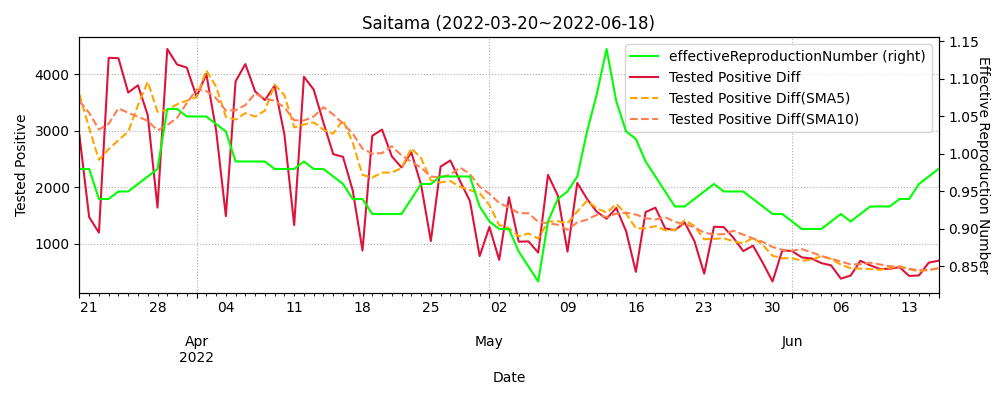 Saitama (2022-03-20~2022-06-18)
effectiveReproductionNumber (right)
Tested Positive Diff
Tested Positive Diff(SMA5)
Tested Positive Diff(SMA10)
Tested Positive
4000
3000
2000
1000
1.15
1.10
1.05
1.00
0.95
0.90
0.85
Effective Reproduction Number
21 28 04 11 18 25 02 09 16 23 30 06 13
Apr May Jun
2022
Date